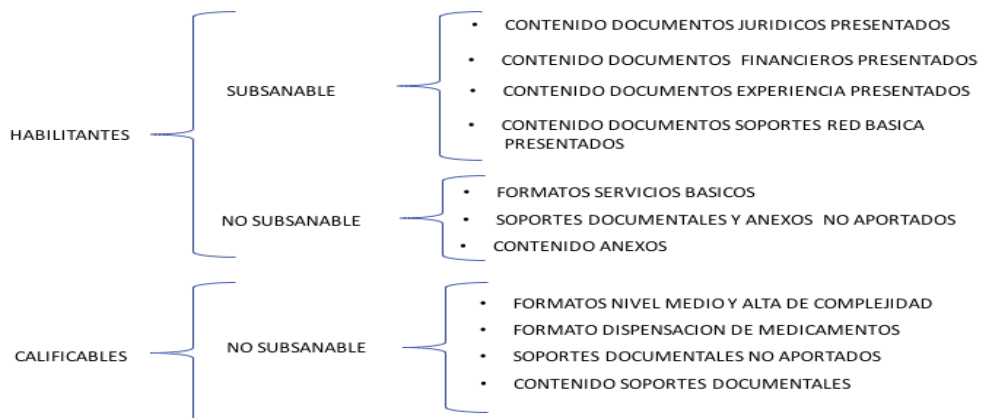 HABILITANTES
SUBSANABLE
• CONTENIDO DOCUMENTOS JURIDICOS PRESENTADOS
• CONTENIDO DOCUMENTOS FINANCIEROS PRESENTADOS
• CONTENIDO DOCUMENTOS EXPERIENCIA PRESENTADOS
• CONTENIDO DOCUMENTOS SOPORTES RED BASICA
PRESENTADOS
NO SUBSANABLE
• FORMATOS SERVICIOS BASICOS
• SOPORTES DOCUMENTALES Y ANEXOS NO APORTADOS
• CONTENIDO ANEXOS
CALIFICABLES
NO SUBSANABLE
• FORMATOS NIVEL MEDIO Y ALTA DE COMPLEJIDAD
• FORMATO DISPENSACION DE MEDICAMENTOS
• SOPORTES DOCUMENTALES NO APORTADOS
• CONTENIDO SOPORTES DOCUMENTALES